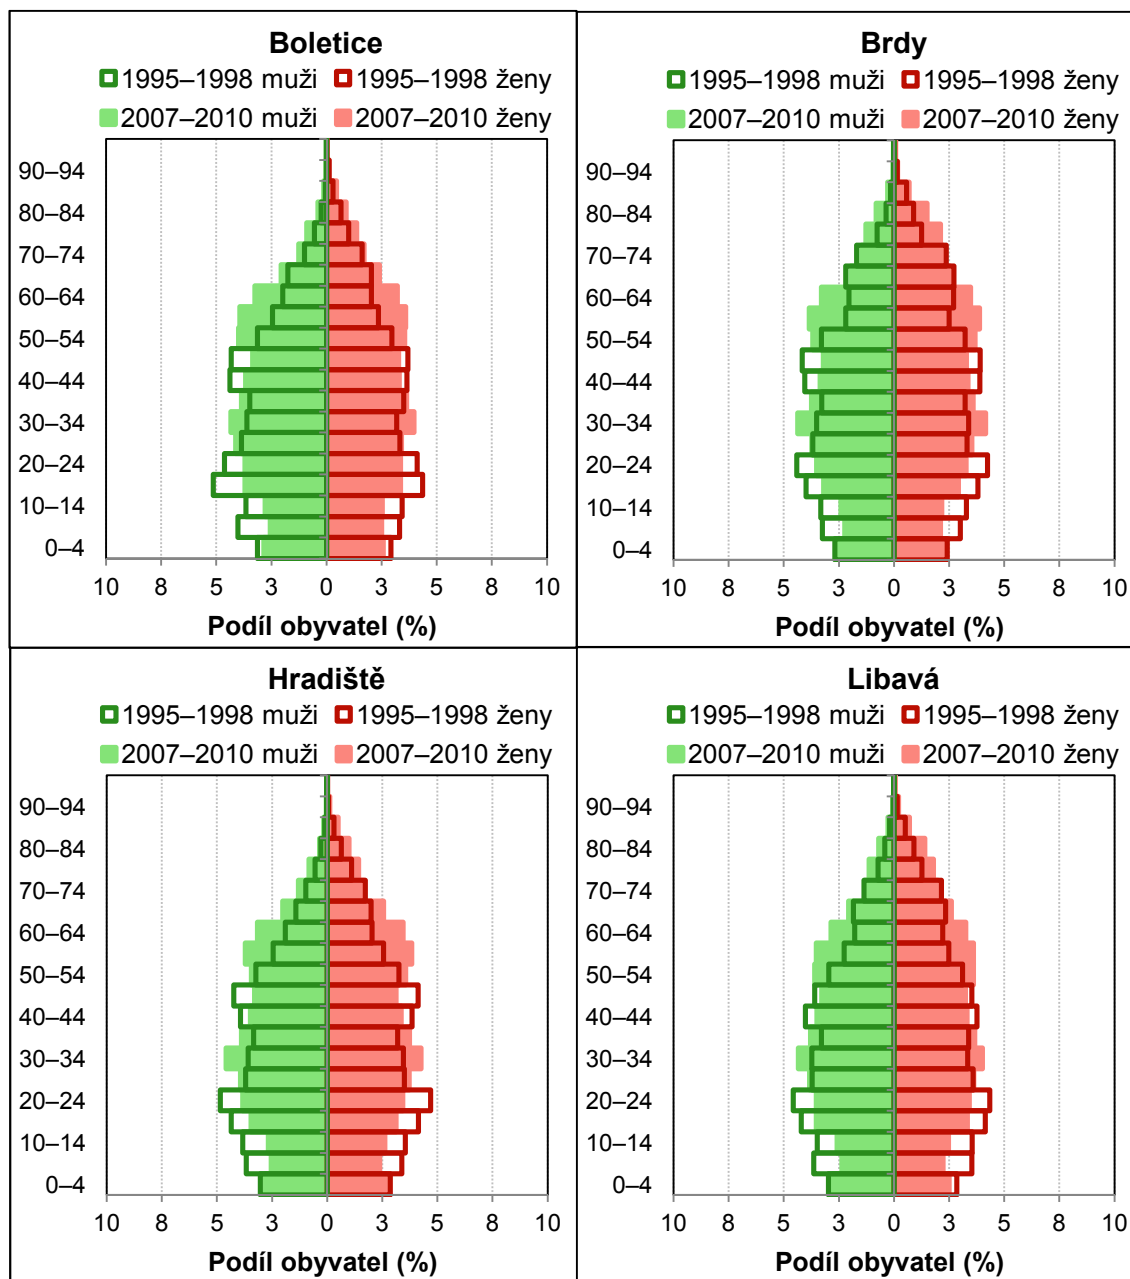 Boletice
1995–1998 muži 1995–1998 ženy
2007–2010 muži 2007–2010 ženy
90–94
80–84
70–74
60–64
50–54
40–44
30–34
20–24
10–14
0–4
10 8 5 3 0 3 5 8 10
Podíl obyvatel (%)
Brdy
1995–1998 muži 1995–1998 ženy
2007–2010 muži 2007–2010 ženy
90–94
80–84
70–74
60–64
50–54
40–44
30–34
20–24
10–14
0–4
10 8 5 3 0 3 5 8 10
Podíl obyvatel (%)
Hradiště
1995–1998 muži 1995–1998 ženy
2007–2010 muži 2007–2010 ženy
90–94
80–84
70–74
60–64
50–54
40–44
30–34
20–24
10–14
0–4
10 8 5 3 0 3 5 8 10
Podíl obyvatel (%)
Libavá
1995–1998 muži 1995–1998 ženy
2007–2010 muži 2007–2010 ženy
90–94
80–84
70–74
60–64
50–54
40–44
30–34
20–24
10–14
0–4
10 8 5 3 0 3 5 8 10
Podíl obyvatel (%)